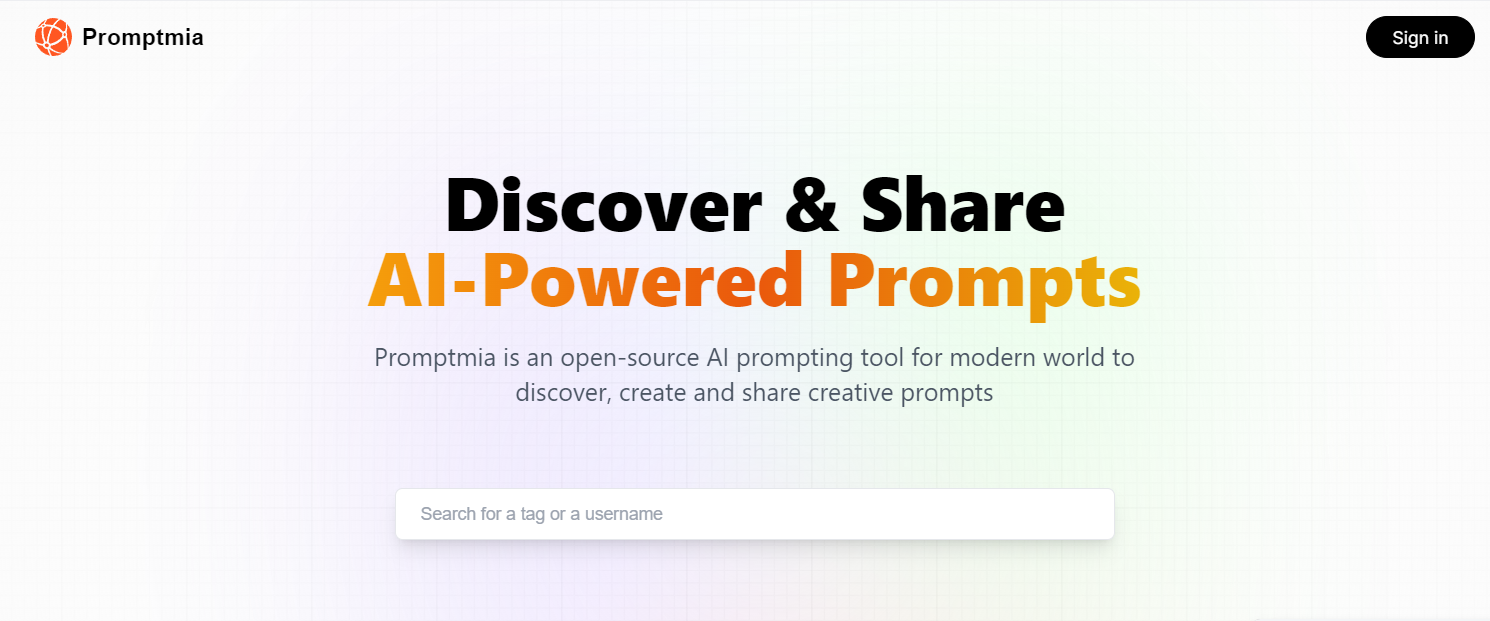 Promptmia
Sign in
Discover & Share
AI-Powered Prompts
Promptmia is an open-source AI prompting tool for modern world to
discover, create and share creative prompts
Search for a tag or a username